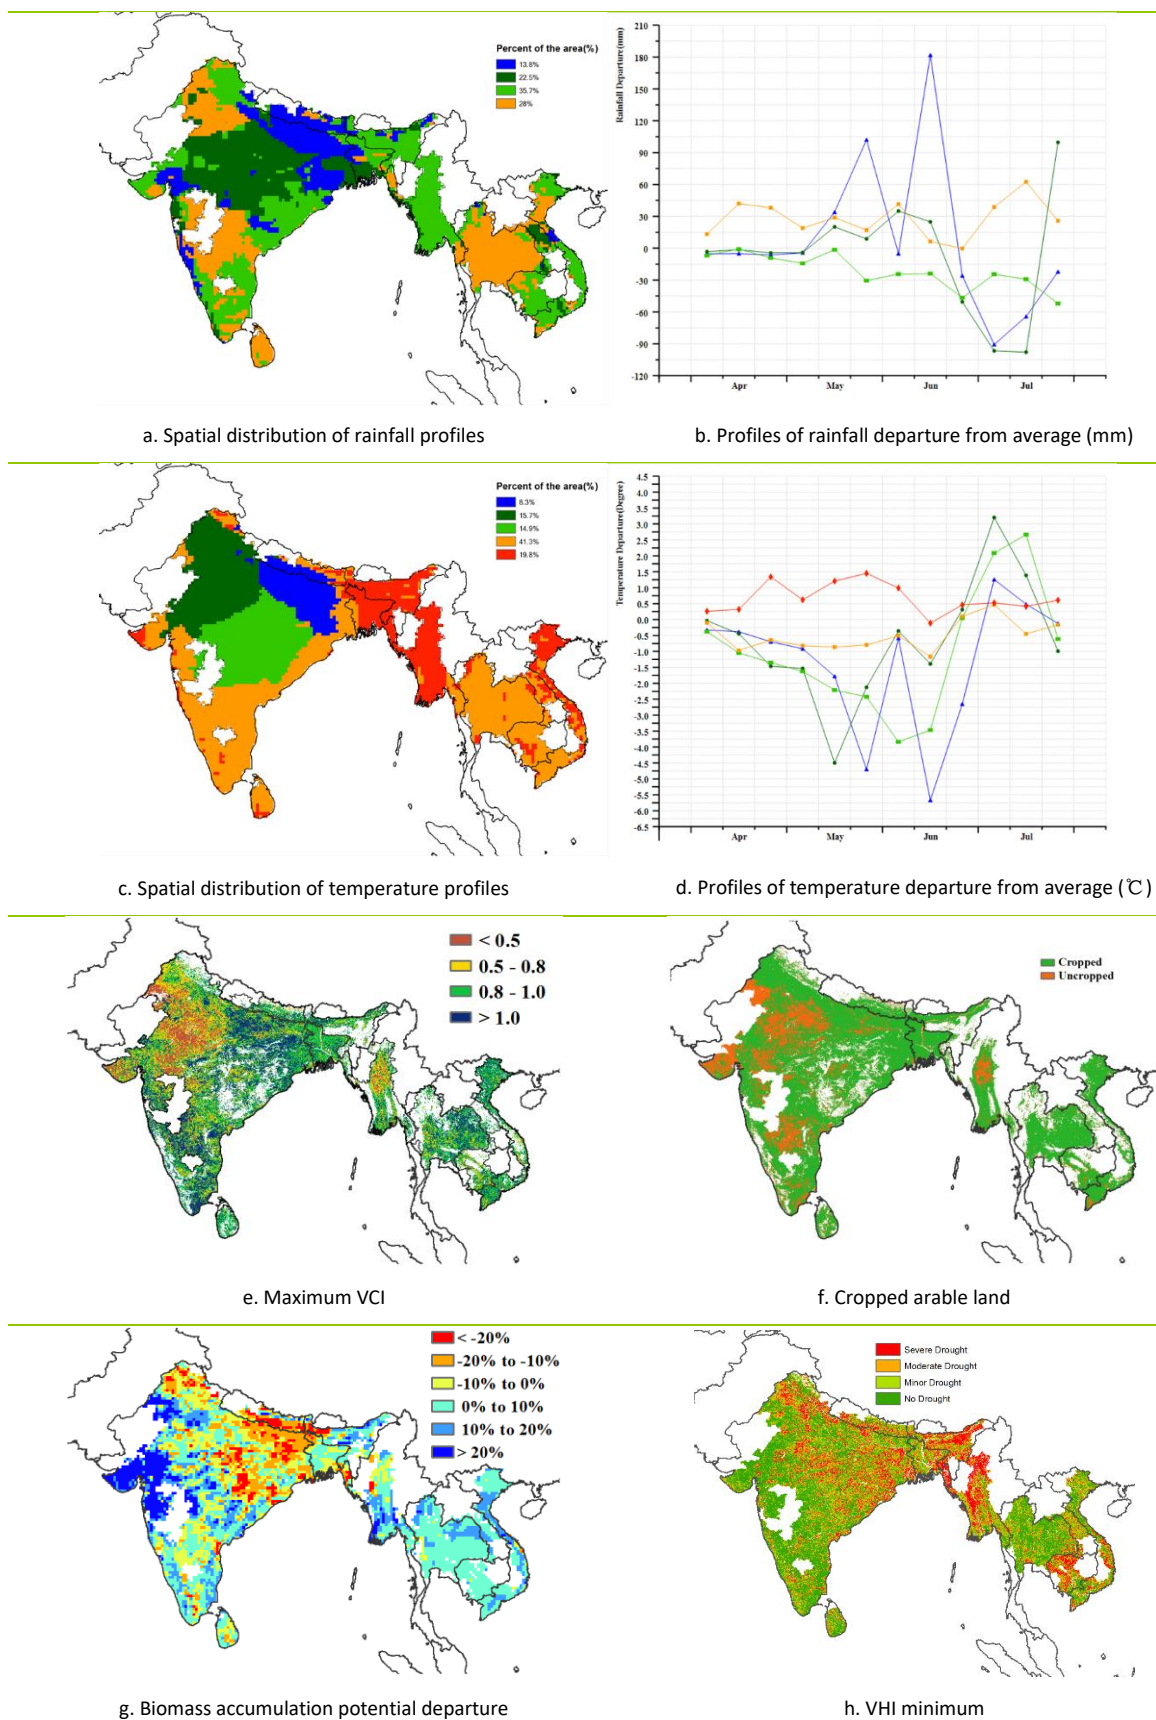 Percent of the area(%)
13.8%
22.5%
35.7%
28%
Rainfall Departure(mm)
210
180
150
120
90
60
30
0
-30
-60
-90
-120
Apr May Jun Jul
a. Spatial distribution of rainfall profiles
b. Profiles of rainfall departure from average (mm)
Percent of the area(%)
8.3%
15.7%
14.9%
41.3%
19.8%
Temperature Departure(Degree)
4.5
4.0
3.5
3.0
2.5
2.0
1.5
1.0
0.5
0.0
-0.5
-1.0
-1.5
-2.0
-2.5
-3.0
-3.5
-4.0
-4.5
-5.0
-5.5
-6.0
-6.5
Apr May Jun Jul
c. Spatial distribution of temperature profiles
d. Profiles of temperature departure from average (℃)
< 0.5
0.5 - 0.8
0.8 - 1.0
> 1.0
Cropped
Uncropped
e. Maximum VCI
f. Cropped arable land
< -20%
-20% to -10%
-10% to 0%
0% to 10%
10% to 20%
> 20%
Severe Drought
Moderate Drought
Minor Drought
No Drought
g. Biomass accumulation potential departure
h. VHI minimum